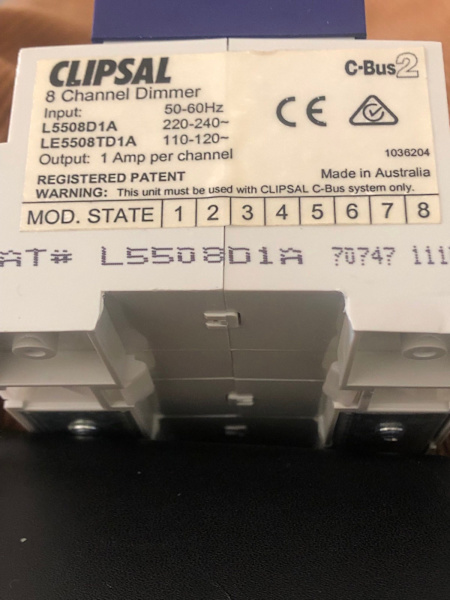 CLIPSAL
C-Bus2
8 Channel Dimmer
Input: 50-60Hz
L5508D1A 220-240~
LE5508TD1A 110-120~
Output: 1 Amp per channel
CE
1036204
REGISTERED PATENT Made in Australia
WARNING: This unit must be used with CLIPSAL C-Bus system only.
MOD. STATE 1 2 3 4 5 6 7 8
AT# L5508D1A 70747